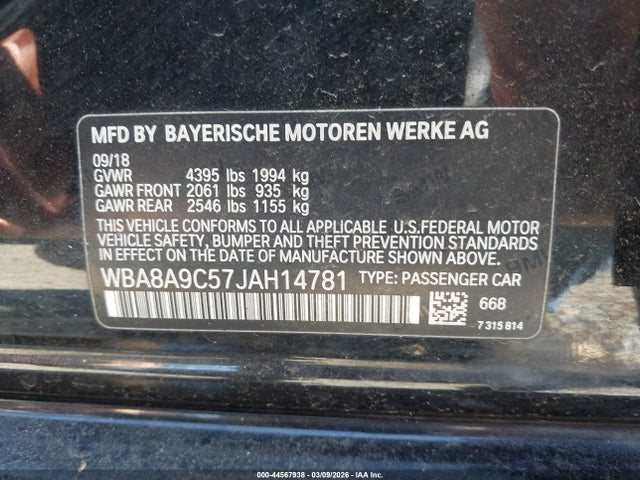 MFD BY BAYERISCHE MOTOREN WERKE AG
09/18
GVWR 4395 lbs 1994 kg
GAWR FRONT 2061 lbs 935 kg
GAWR REAR 2546 lbs 1155 kg
THIS VEHICLE CONFORMS TO ALL APPLICABLE U.S.FEDERAL MOTOR
VEHICLE SAFETY, BUMPER AND THEFT PREVENTION STANDARDS
IN EFFECT ON THE DATE OF MANUFACTURE SHOWN ABOVE.
WBA8A9C57JAH14781 TYPE: PASSENGER CAR
668
7 315 814
000-44567938 | 03/09/2026 | IAA Corp.